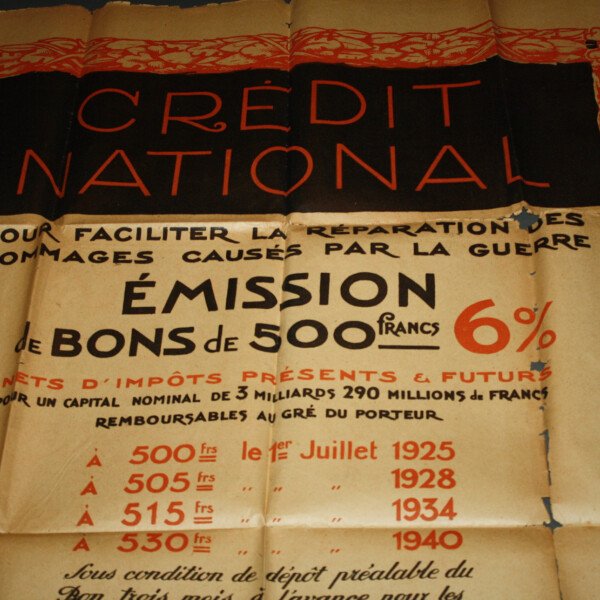 CRÉDIT
NATIONAL
POUR FACILITER LA RÉPARATION DES
DOMMAGES CAUSÉS PAR LA GUERRE
ÉMISSION
de BONS de 500 francs 6%
NETS D'IMPÔTS PRÉSENTS & FUTURS
POUR UN CAPITAL NOMINAL DE 3 MILLIARDS 290 MILLIONS de FRANCS
REMBOURSABLES AU GRÉ DU PORTEUR
À 500 frs le 1er Juillet 1925
À 505 frs " " " 1928
À 515 frs " " " 1934
À 530 frs " " " 1940
Sous condition de dépôt préalable du
Bon trois mois à l'avance pour les